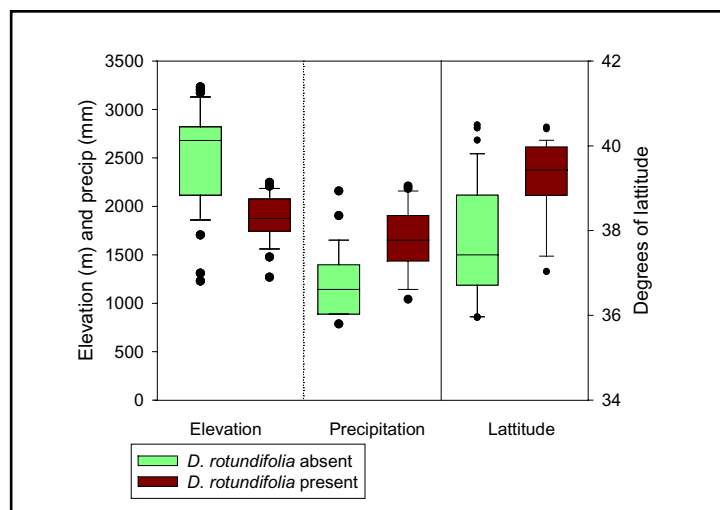 3500
3000
2500
2000
1500
1000
500
0
Elevation (m) and precip (mm)
42
40
38
36
34
Degrees of lattitude
Elevation
Precipitation
Lattitude
D. rotundifolia absent
D. rotundifolia present